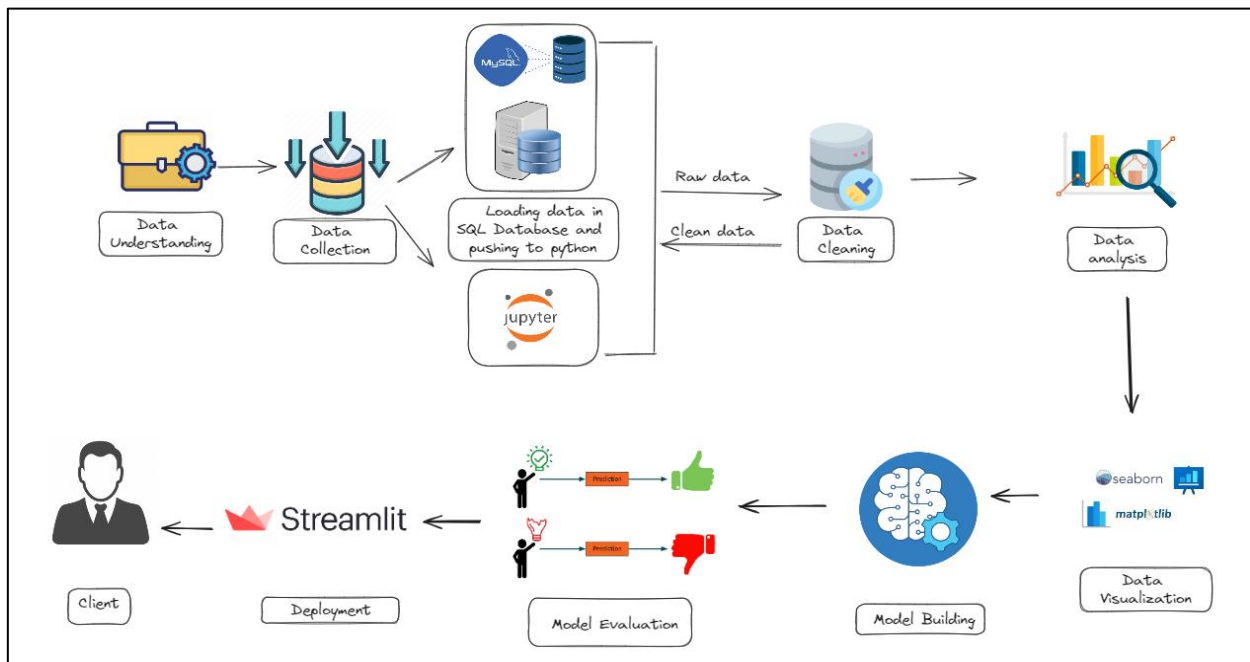 MySQL
Data
Understanding
Data
Collection
Loading data in
SQL Database and
pushing to python
jupyter
Raw data
Clean data
Data
Cleaning
Data
analysis
seaborn
matplotlib
Data
Visualization
Model Building
Prediction
Prediction
Model Evaluation
Streamlit
Deployment
Client